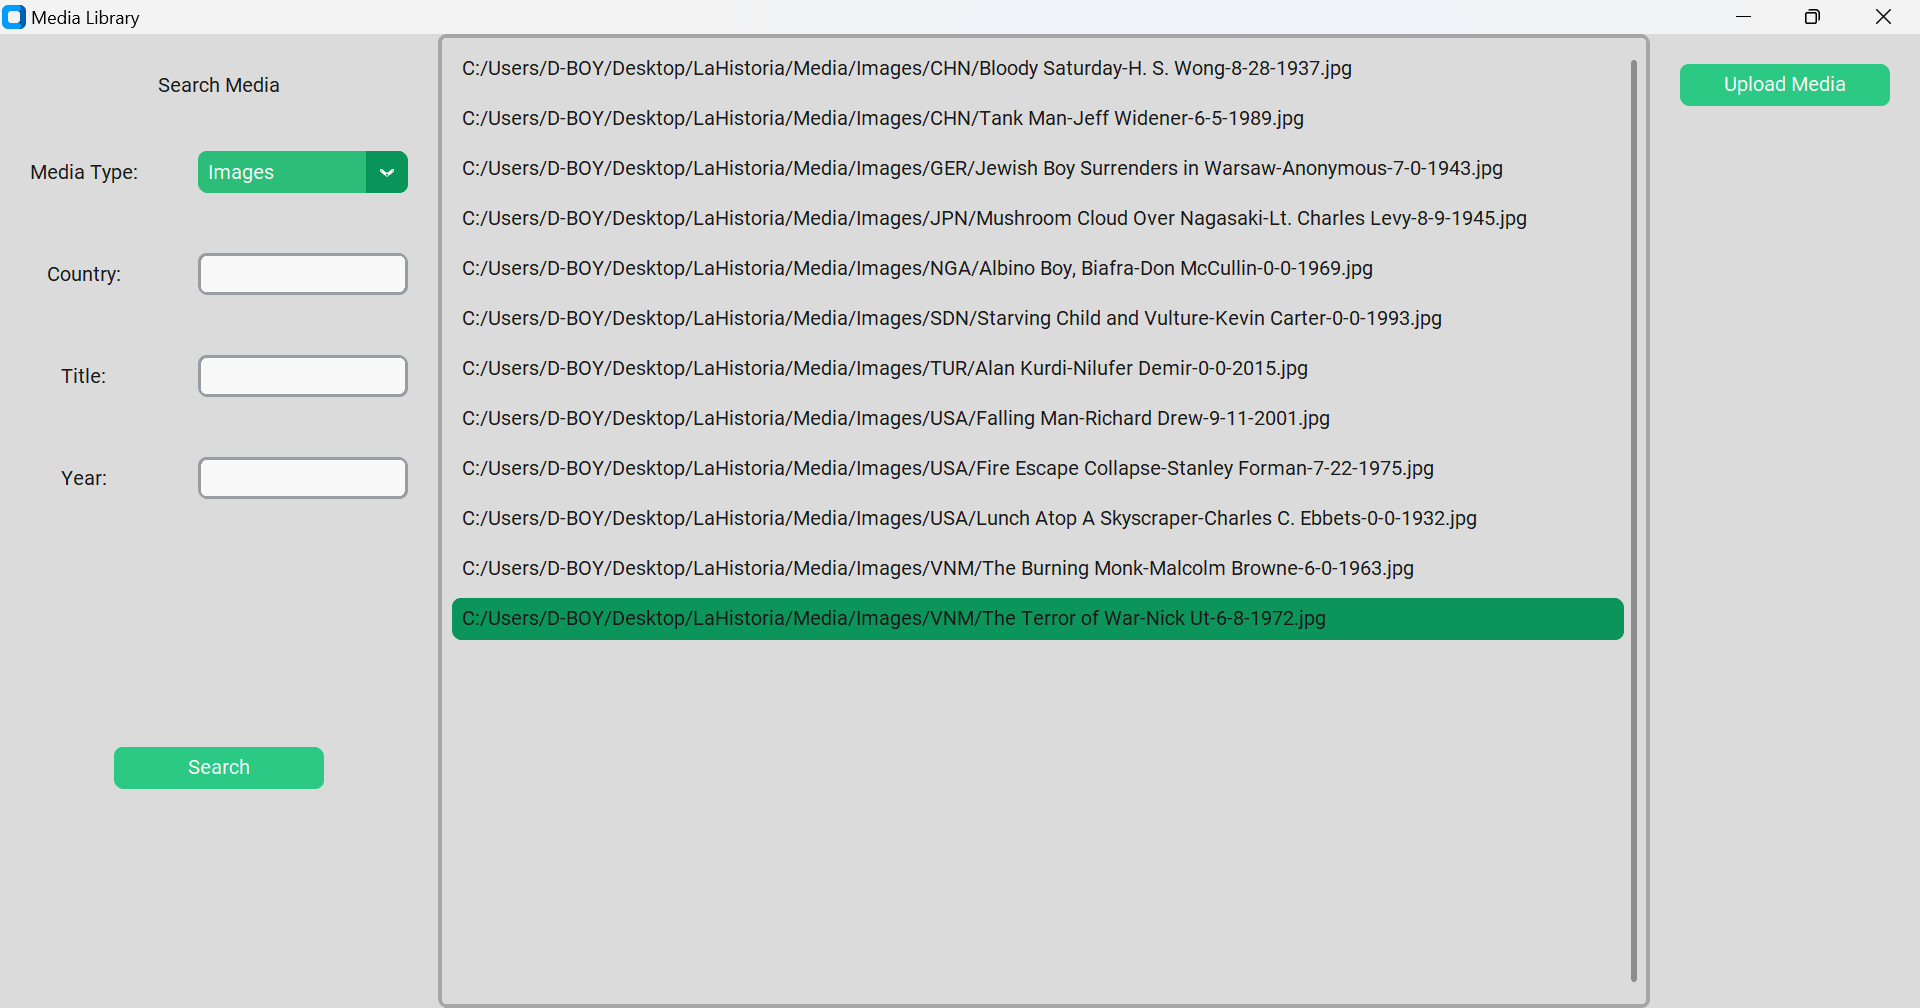 Media Library
Search Media
Media Type:
Images
Country:
Title:
Year:
Search
C:/Users/D-BOY/Desktop/LaHistoria/Media/Images/CHN/Bloody Saturday-H. S. Wong-8-28-1937.jpg
C:/Users/D-BOY/Desktop/LaHistoria/Media/Images/CHN/Tank Man-Jeff Widener-6-5-1989.jpg
C:/Users/D-BOY/Desktop/LaHistoria/Media/Images/GER/Jewish Boy Surrenders in Warsaw-Anonymous-7-0-1943.jpg
C:/Users/D-BOY/Desktop/LaHistoria/Media/Images/JPN/Mushroom Cloud Over Nagasaki-Lt. Charles Levy-8-9-1945.jpg
C:/Users/D-BOY/Desktop/LaHistoria/Media/Images/NGA/Albino Boy, Biafra-Don McCullin-0-0-1969.jpg
C:/Users/D-BOY/Desktop/LaHistoria/Media/Images/SDN/Starving Child and Vulture-Kevin Carter-0-0-1993.jpg
C:/Users/D-BOY/Desktop/LaHistoria/Media/Images/TUR/Alan Kurdi-Nilufer Demir-0-0-2015.jpg
C:/Users/D-BOY/Desktop/LaHistoria/Media/Images/USA/Falling Man-Richard Drew-9-11-2001.jpg
C:/Users/D-BOY/Desktop/LaHistoria/Media/Images/USA/Fire Escape Collapse-Stanley Forman-7-22-1975.jpg
C:/Users/D-BOY/Desktop/LaHistoria/Media/Images/USA/Lunch Atop A Skyscraper-Charles C. Ebbets-0-0-1932.jpg
C:/Users/D-BOY/Desktop/LaHistoria/Media/Images/VNM/The Burning Monk-Malcolm Browne-6-0-1963.jpg
C:/Users/D-BOY/Desktop/LaHistoria/Media/Images/VNM/The Terror of War-Nick Ut-6-8-1972.jpg
Upload Media